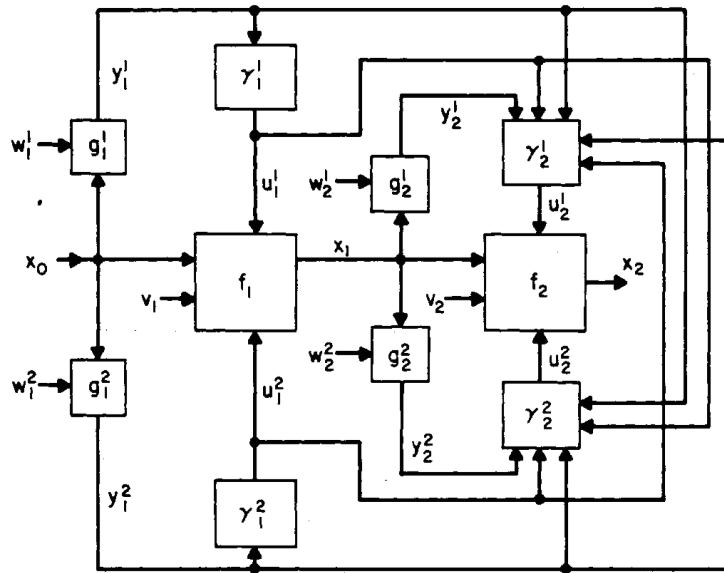 y₁¹
γ₁¹
y₂¹
w₁¹
g₁¹
γ₂¹
u₁¹
w₂¹
g₂¹
u₂¹
x₀
f₁
x₁
f₂
x₂
v₁
v₂
w₁²
g₁²
u₁²
w₂²
g₂²
u₂²
γ₂²
y₂²
y₁²
γ₁²